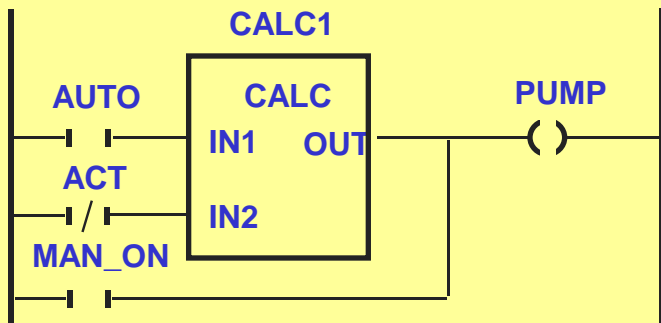 CALC1
AUTO
CALC
PUMP
IN1
OUT
ACT
IN2
MAN_ON